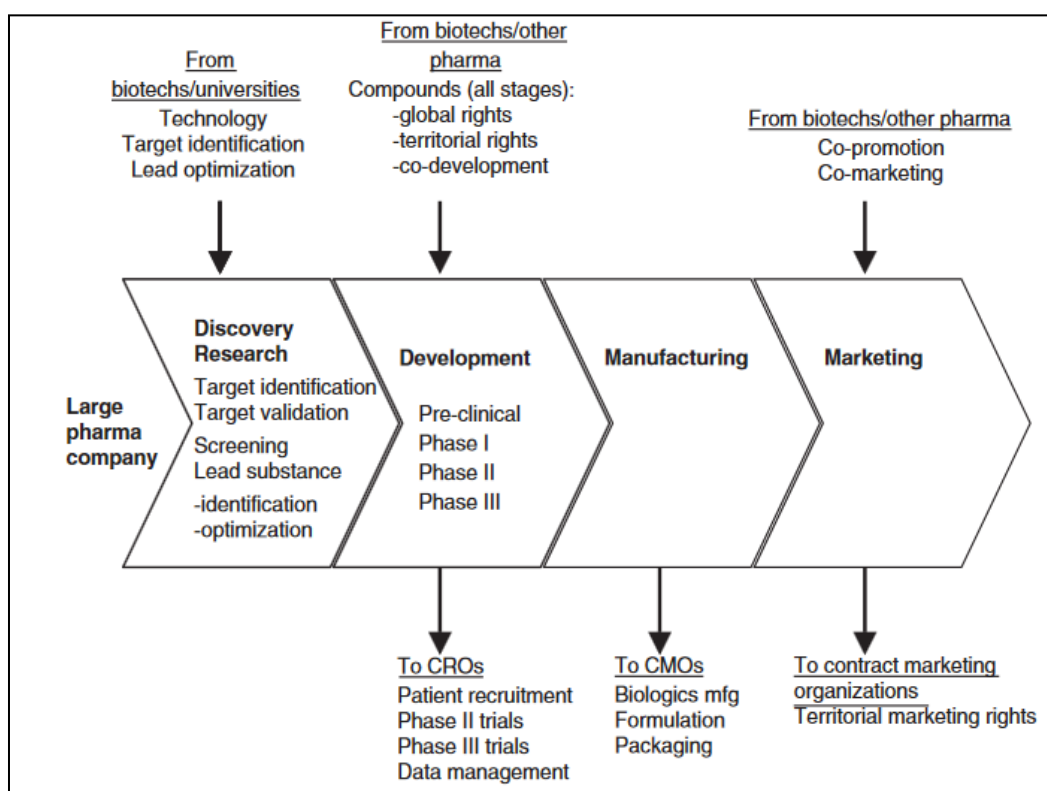 From
biotechs/universities
Technology
Target identification
Lead optimization
From biotechs/other
pharma
Compounds (all stages):
-global rights
-territorial rights
-co-development
From biotechs/other pharma
Co-promotion
Co-marketing
Large
pharma
company
Discovery
Research
Target identification
Target validation
Screening
Lead substance
-identification
-optimization
Development
Pre-clinical
Phase I
Phase II
Phase III
Manufacturing
Marketing
To CROs
Patient recruitment
Phase II trials
Phase III trials
Data management
To CMOs
Biologics mfg
Formulation
Packaging
To contract marketing
organizations
Territorial marketing rights